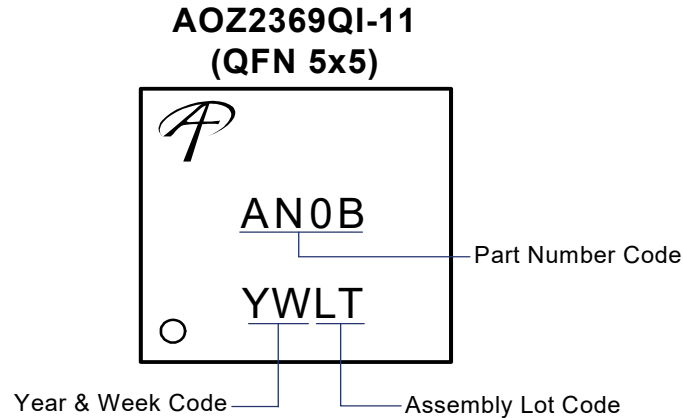 AOZ2369QI-11
(QFN 5x5)
AN0B
Part Number Code
YWLT
Year & Week Code
Assembly Lot Code